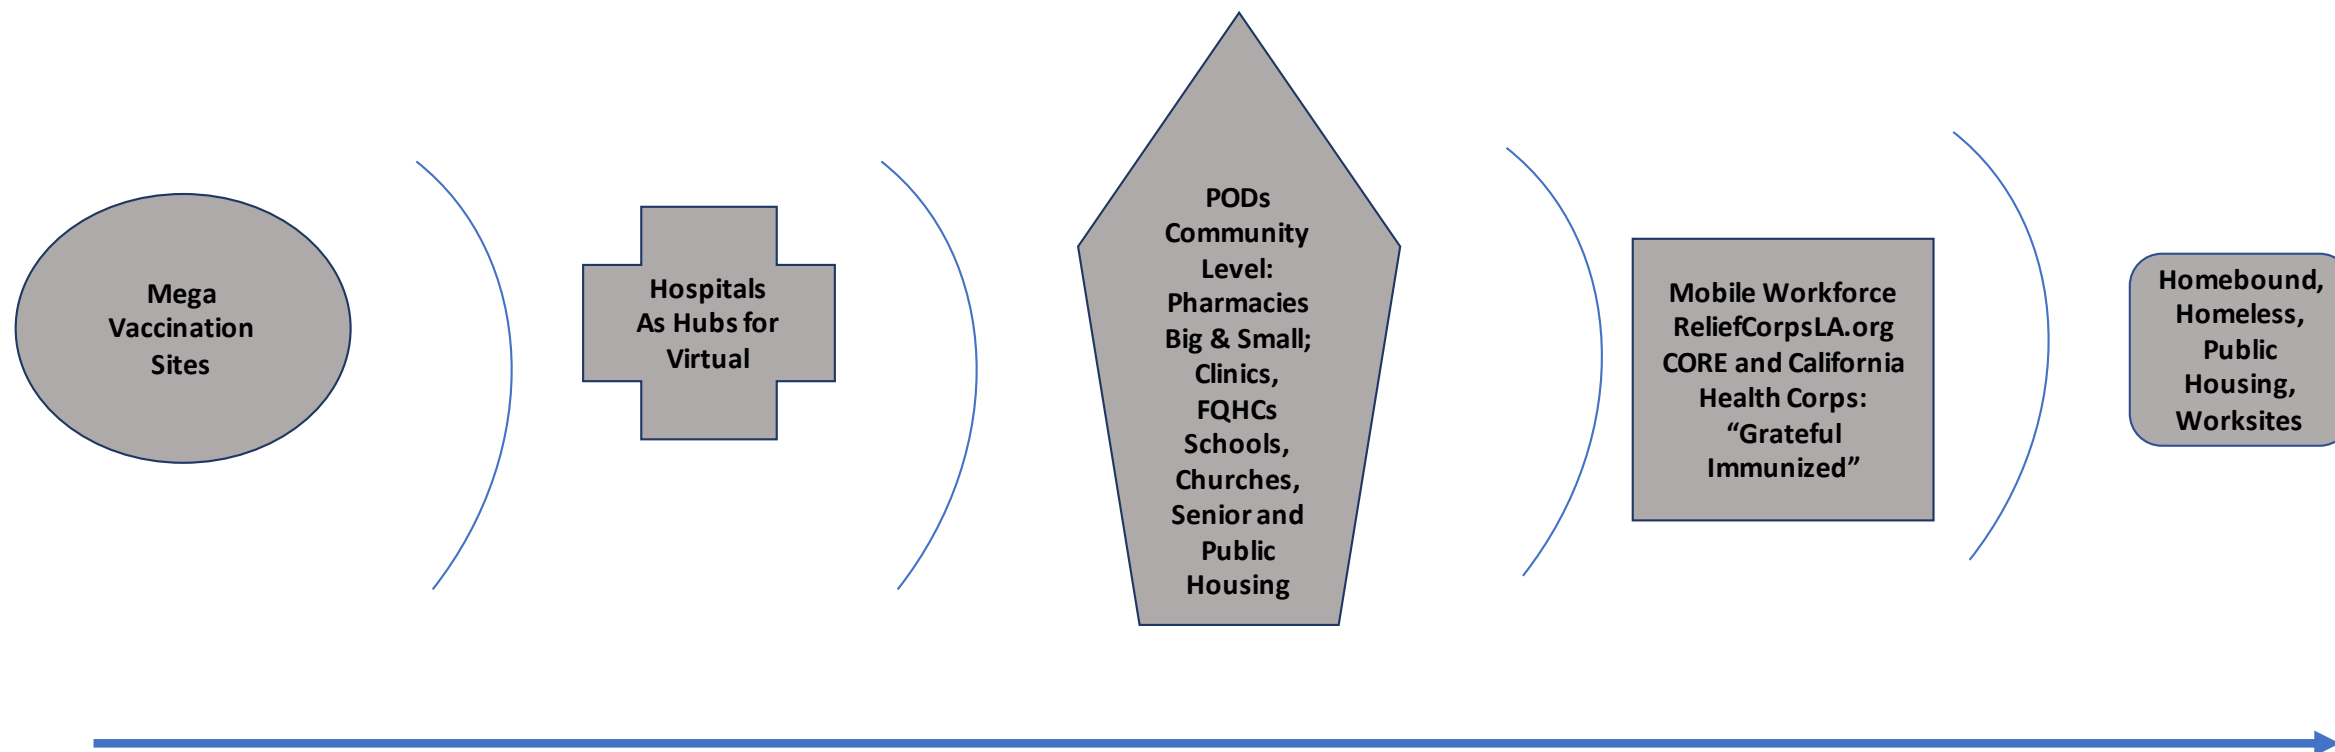 Mega
Vaccination
Sites
Hospitals
As Hubs for
Virtual
PODs
Community
Level:
Pharmacies
Big & Small;
Clinics,
FQHCs
Schools,
Churches,
Senior and
Public
Housing
Mobile Workforce
ReliefCorpsLA.org
CORE and California
Health Corps:
“Grateful
Immunized”
Homebound,
Homeless,
Public
Housing,
Worksites